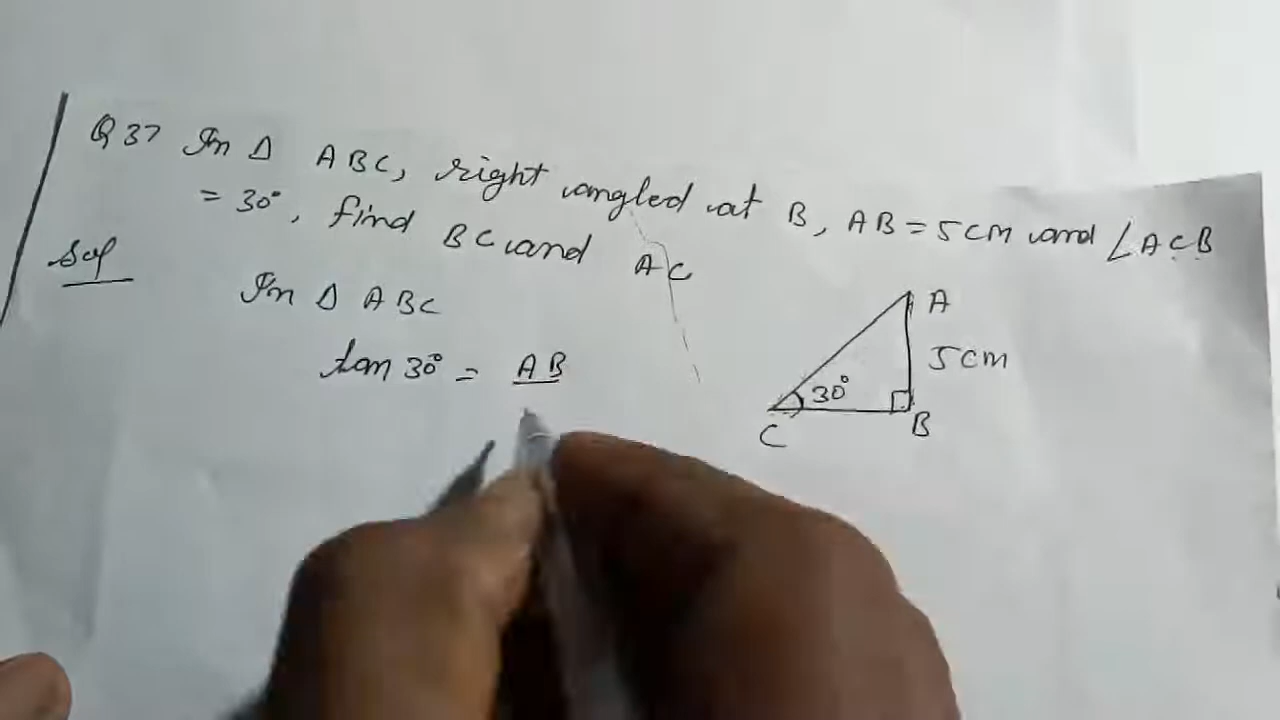 Q 37 In Δ ABC, right angled at B, AB = 5cm and ∠ACB
= 30°, find BC and AC
Sol
In Δ ABC
tan 30° = AB
A
5cm
30°
C
B